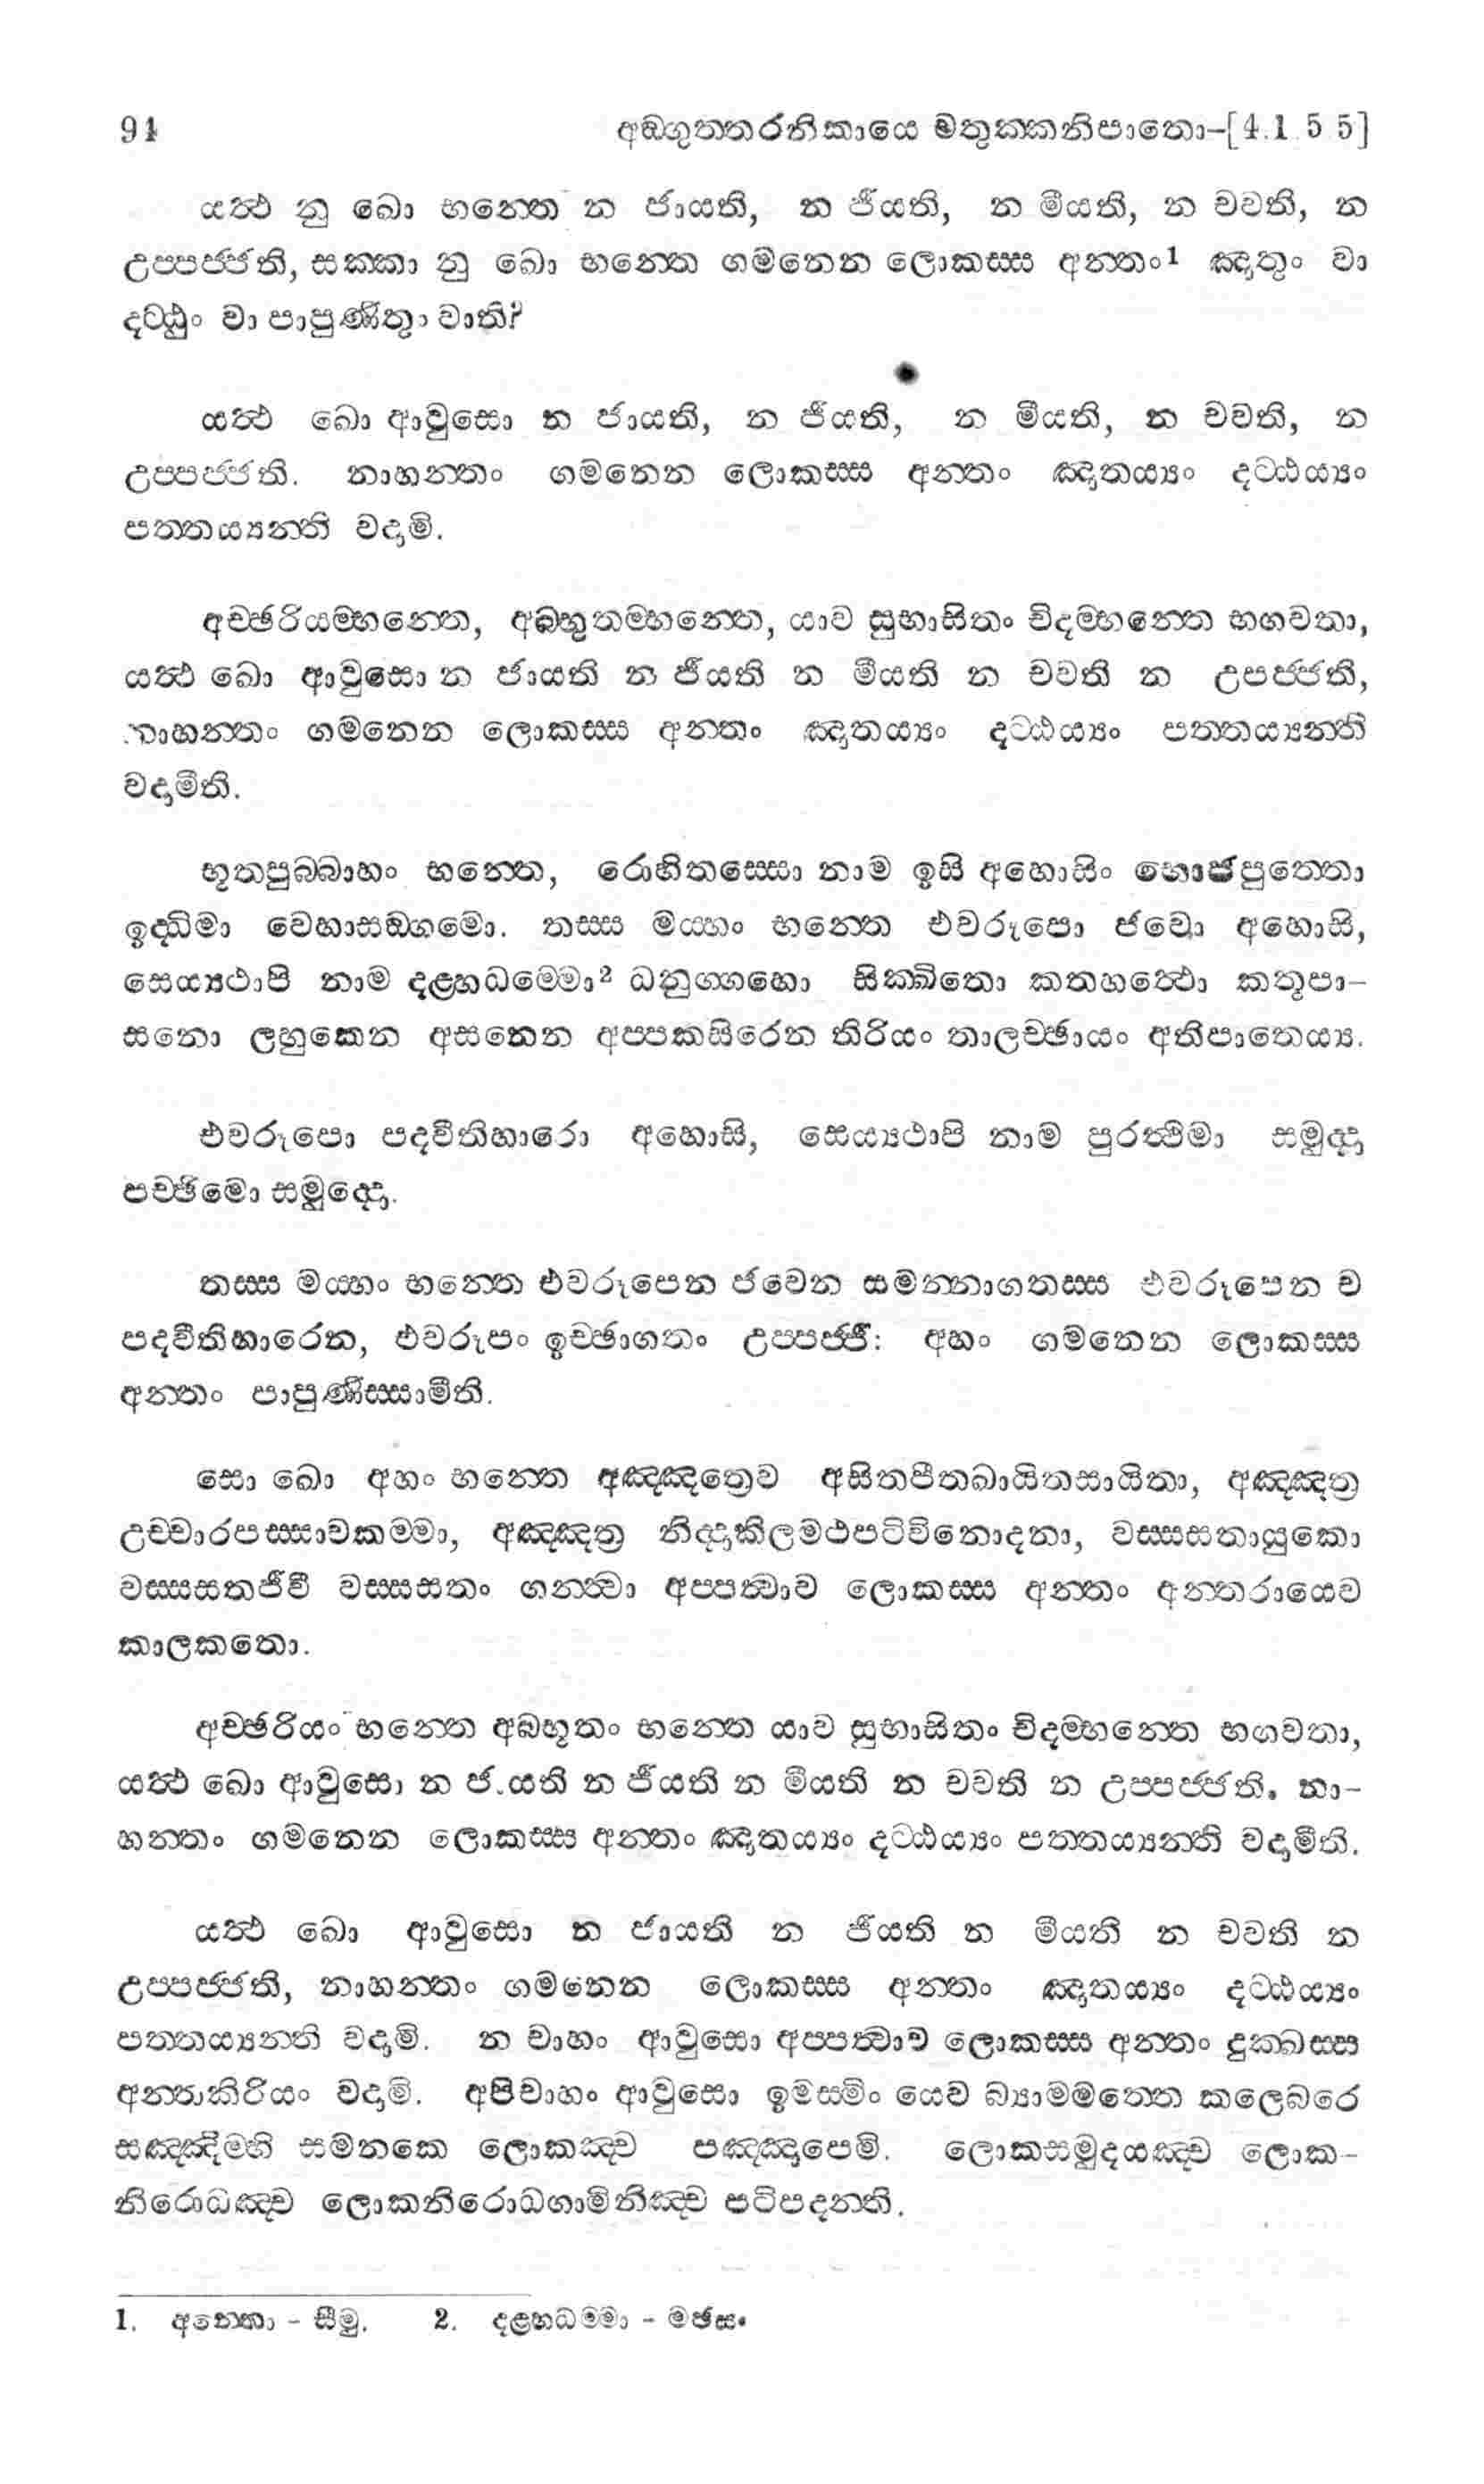 94 අඞ්ගුත්තරනිකායෙ චතුක්කනිපාතො-[4.1 5 5]
යත්ථ නු ඛො භන්තෙ න ජායති, න ජීයති, න මීයති, න චවති, න
උප්පජ්ජති, සක්කා නු ඛො භන්තෙ ගමනෙන ලොකස්ස අන්තං1 ඤාතුං වා
දට්ඨුං වා පාපුණිතුං වාති?
යත්ථ ඛො ආවුසො න ජායති, න ජීයති, න මීයති, න චවති, න
උප්පජ්ජති. නාහන්තං ගමනෙන ලොකස්ස අන්තං ඤාතය්‍යං දට්ඨය්‍යං
පත්තය්‍යන්ති වදාමි.
අච්ඡරියම්භන්තෙ, අබ්භුතම්භන්තෙ, යාව සුභාසිතං චිදම්භන්තෙ භගවතා,
යත්ථ ඛො ආවුසො න ජායති න ජීයති න මීයති න චවති න උපජ්ජති,
නාහන්තං ගමනෙන ලොකස්ස අන්තං ඤාතය්‍යං දට්ඨය්‍යං පත්තය්‍යන්ති
වදාමීති.
භූතපුබ්බාහං භන්තෙ, රොහිතස්සො නාම ඉසි අහොසිං භොජපුත්තො
ඉද්ධිමා වෙහාසඞ්ගමො. තස්ස මය්හං භන්තෙ එවරූපො ජවො අහොසි,
සෙය්‍යථාපි නාම දළ්හධම්මො2 ධනුග්ගහො සික්ඛිතො කතහත්ථො කතූපා-
සනො ලහුකෙන අසනෙන අප්පකසිරෙන තිරියං තාලච්ඡායං අතිපාතෙය්‍ය.
එවරූපො පදවීතිහාරො අහොසි, සෙය්‍යථාපි නාම පුරත්ථිමා සමුද්දා
පච්ඡිමො සමුද්දො.
තස්ස මය්හං භන්තෙ එවරූපෙන ජවෙන සමන්නාගතස්ස එවරූපෙන ච
පදවීතිහාරෙන, එවරූපං ඉච්ඡාගතං උප්පජ්ජි: අහං ගමනෙන ලොකස්ස
අන්තං පාපුණිස්සාමීති.
සො ඛො අහං භන්තෙ අඤ්ඤත්‍රෙව අසිතපීතඛායිතසායිතා, අඤ්ඤත්‍ර
උච්චාරපස්සාවකම්මා, අඤ්ඤත්‍ර නිද්දාකිලමථපටිවිනොදනා, වස්සසතායුකො
වස්සසතජීවී වස්සසතං ගන්ත්වා අප්පත්වාව ලොකස්ස අන්තං අන්තරායෙව
කාලකතො.
අච්ඡරියං භන්තෙ අබ්භූතං භන්තෙ යාව සුභාසිතං චිදම්භන්තෙ භගවතා,
යත්ථ ඛො ආවුසො න ජායති න ජීයති න මීයති න චවති න උප්පජ්ජති. නා-
හන්තං ගමනෙන ලොකස්ස අන්තං ඤාතය්‍යං දට්ඨය්‍යං පත්තය්‍යන්ති වදාමීති.
යත්ථ ඛො ආවුසො න ජායති න ජීයති න මීයති න චවති න
උප්පජ්ජති, නාහන්තං ගමනෙන ලොකස්ස අන්තං ඤාතය්‍යං දට්ඨය්‍යං
පත්තය්‍යන්ති වදාමි. න චාහං ආවුසො අප්පත්වාව ලොකස්ස අන්තං දුක්ඛස්ස
අන්තකිරියං වදාමි. අපිචාහං ආවුසො ඉමස්මිං යෙව බ්‍යාමමත්තෙ කලෙබරෙ
සඤ්ඤිම්හි සමනකෙ ලොකඤ්ච පඤ්ඤාපෙමි. ලොකසමුදයඤ්ච ලොක-
නිරොධඤ්ච ලොකනිරොධගාමිනිඤ්ච පටිපදන්ති.
1. අන්තො - සීමු. 2. දළ්හධම්මා - මඡසං